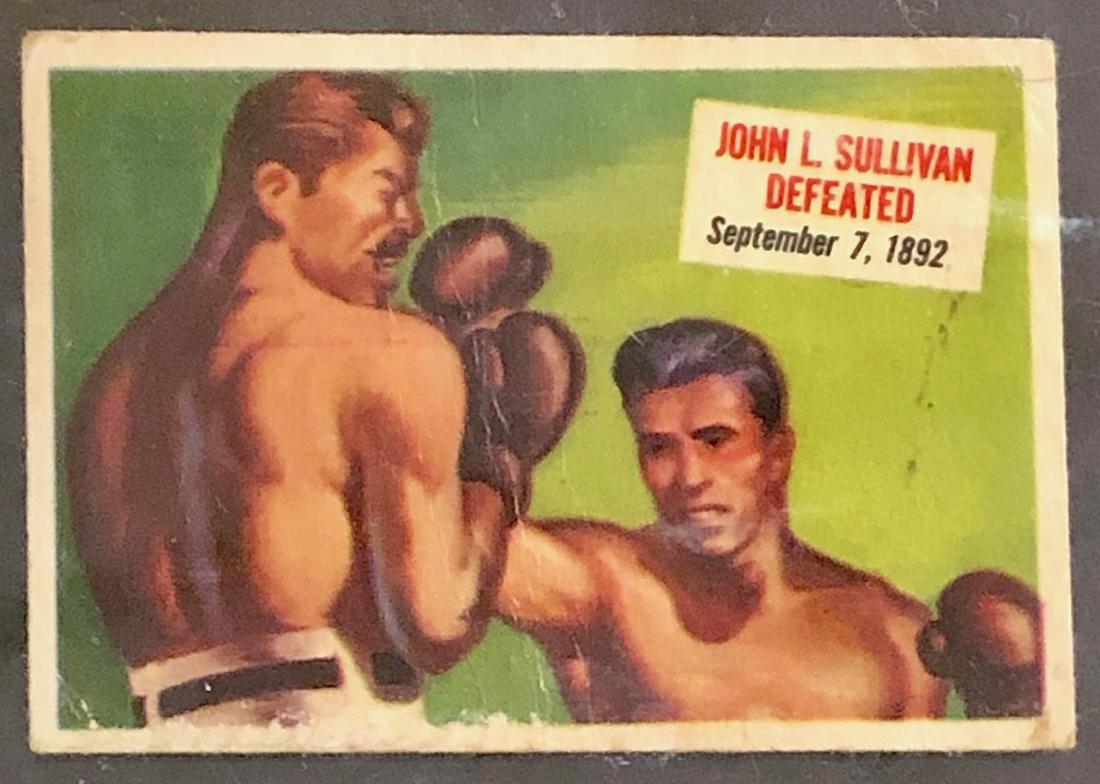 JOHN L. SULLIVAN
DEFEATED
September 7, 1892